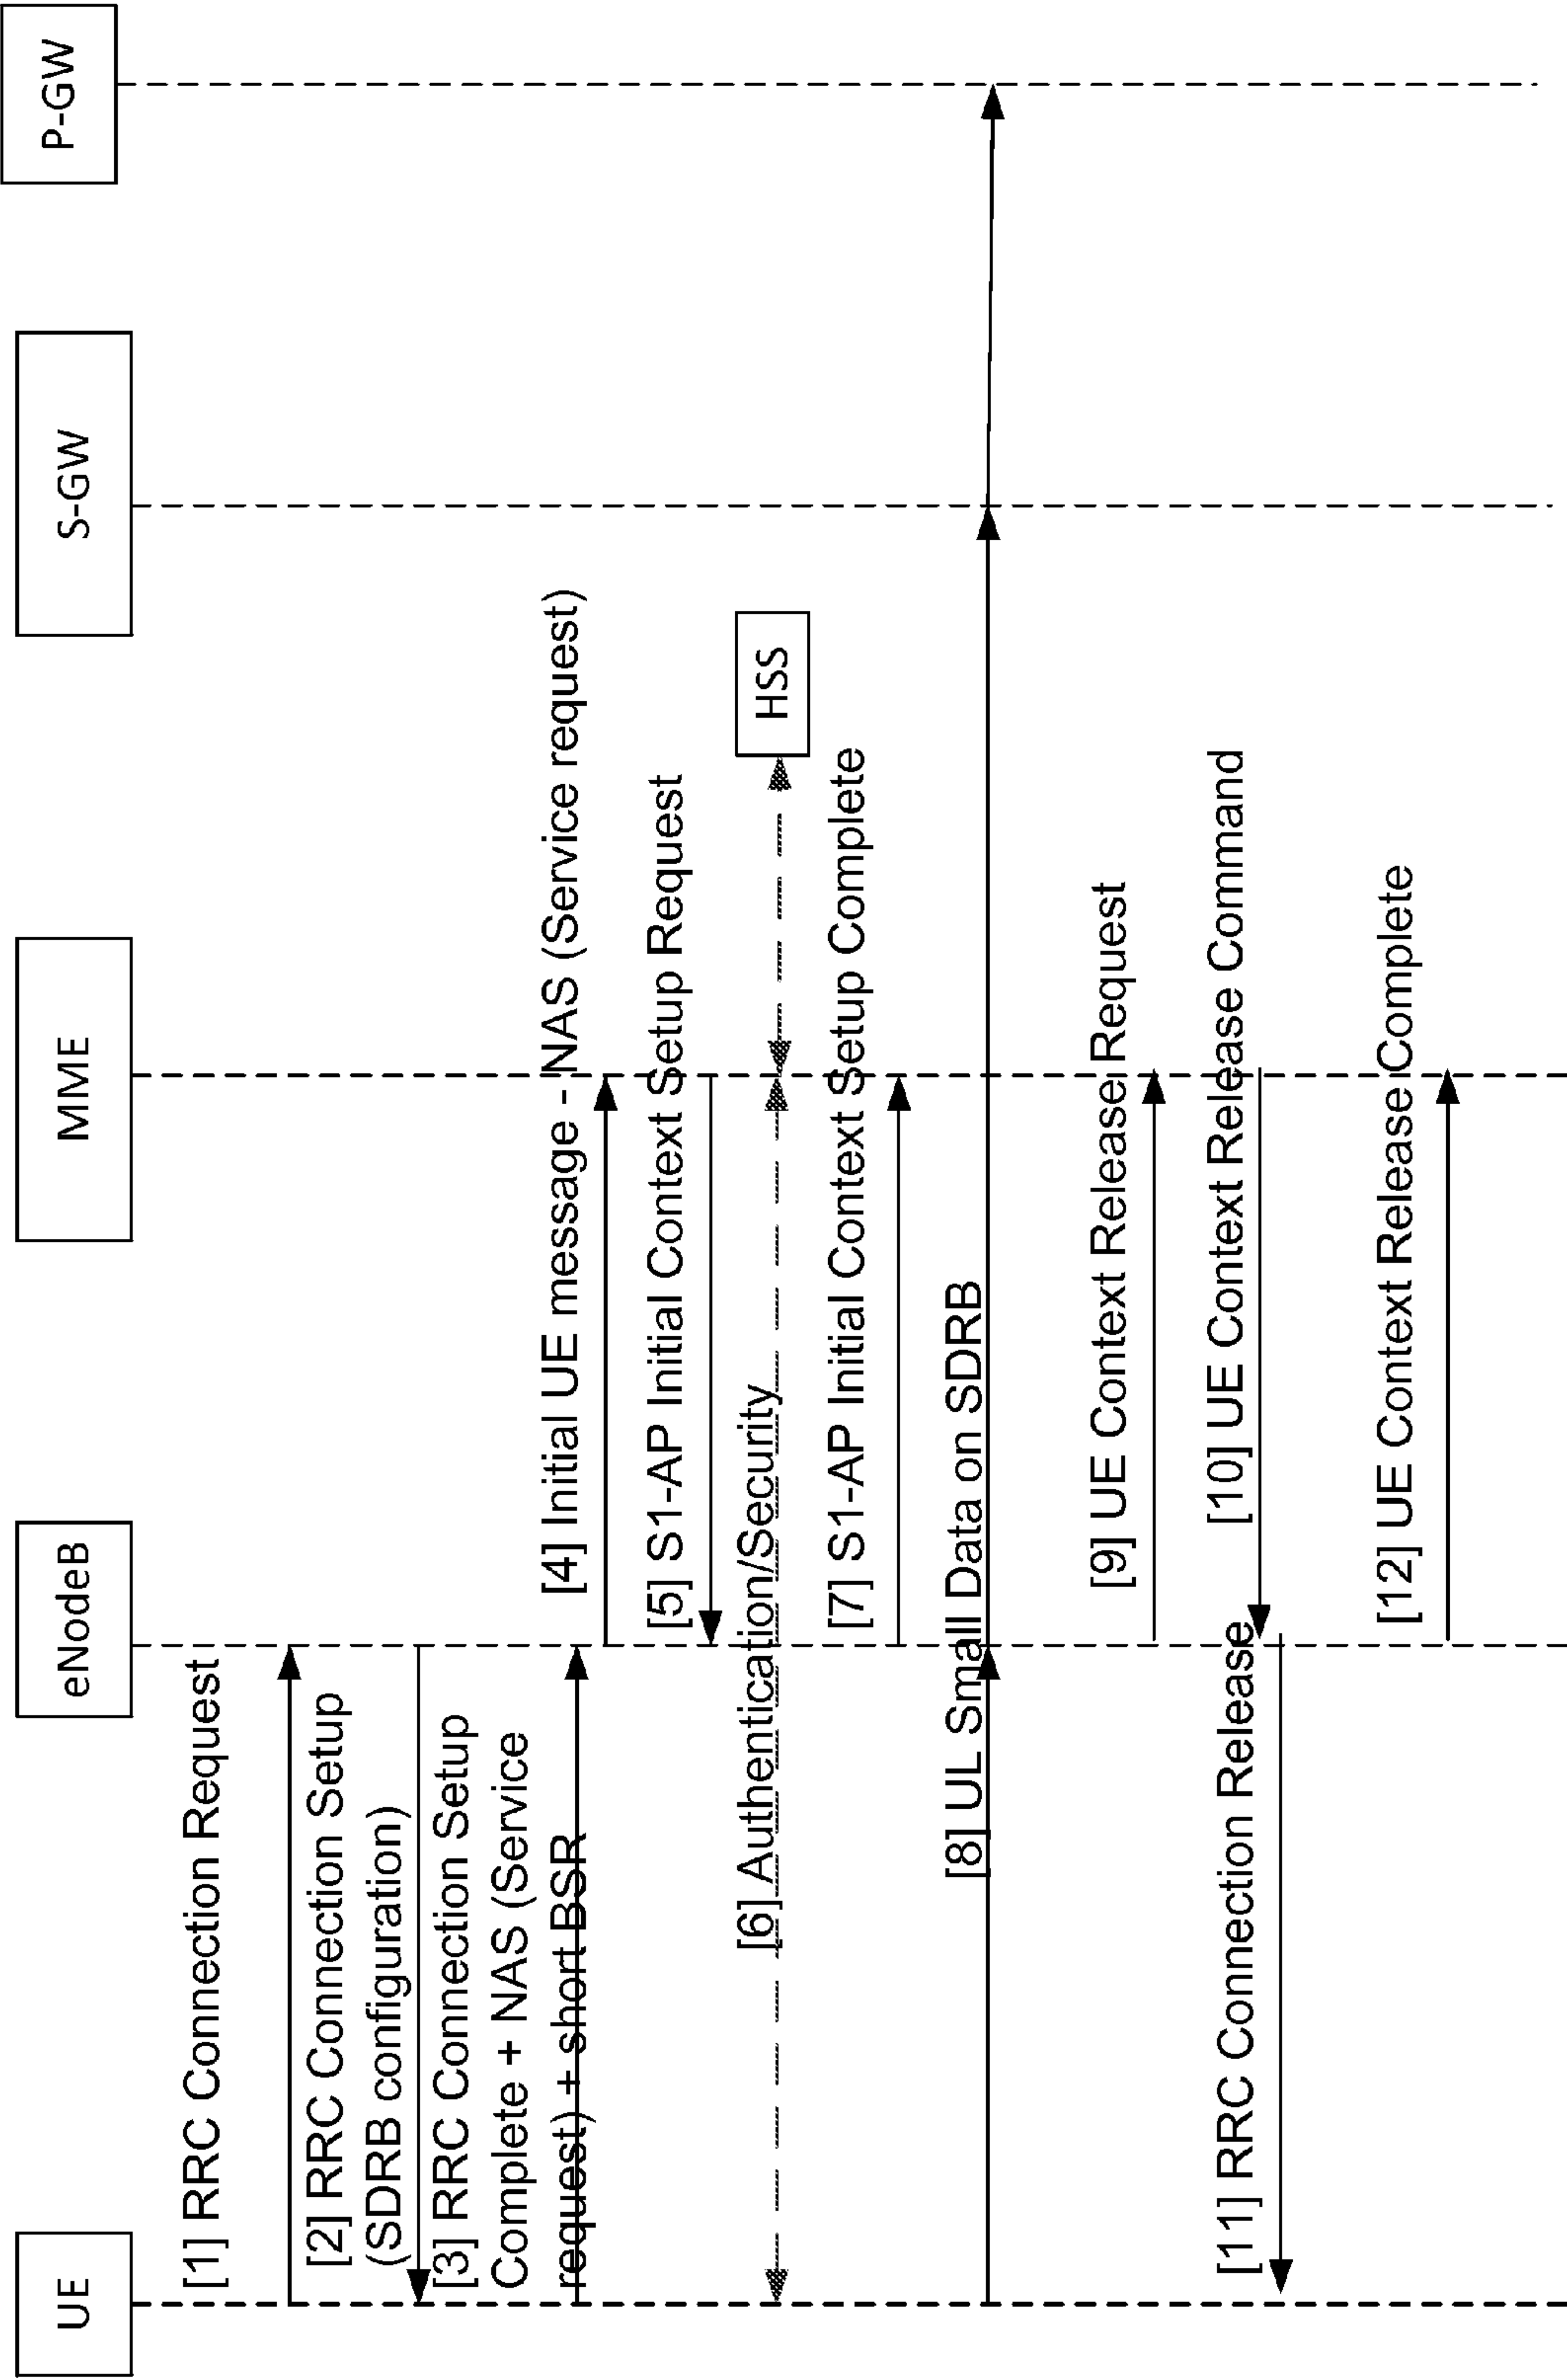 UE
eNodeB
MME
S-GW
P-GW
[1] RRC Connection Request
[2] RRC Connection Setup
(SDRB configuration)
[3] RRC Connection Setup
Complete + NAS (Service
request) + short BSR
[4] Initial UE message - NAS (Service request)
[5] S1-AP Initial Context Setup Request
[6] Authentication/Security
HSS
[7] S1-AP Initial Context Setup Complete
[8] UL Small Data on SDRB
[9] UE Context Release Request
[10] UE Context Release Command
[11] RRC Connection Release
[12] UE Context Release Complete